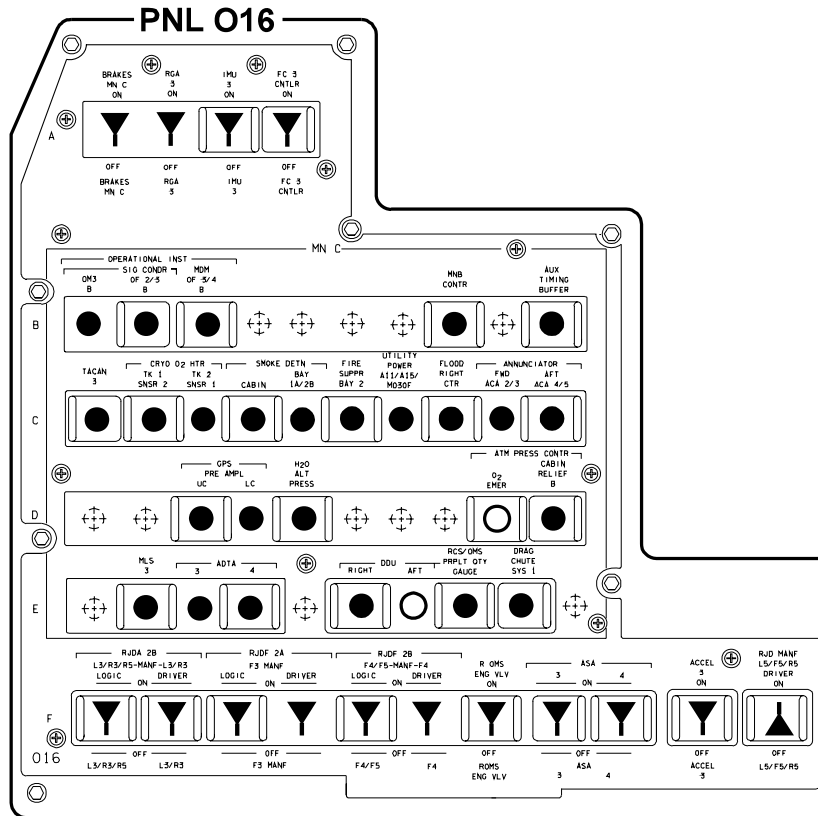 PNL O16
BRAKES MN C ON
RGA 3 ON
IMU 3 ON
FC 3 CNTLR ON
A
OFF OFF OFF OFF
BRAKES MN C
RGA 3
IMU 3
FC 3 CNTLR
MN C
OPERATIONAL INST
SIG CONDR
OM3 B
OF 2/3 B
MDM OF 3/4 B
MNB CONTR
AUX TIMING BUFFER
B
TACAN 3
CRYO O2 HTR
TK 1 SNSR 2
TK 2 SNSR 1
SMOKE DETN
CABIN
BAY 1A/2B
FIRE SUPPR BAY 2
UTILITY POWER A11/A15/ MO30F
FLOOD RIGHT CTR
ANNUNCIATOR
FWD ACA 2/3
AFT ACA 4/5
C
GPS
PRE AMPL
UC LC
H2O ALT PRESS
ATM PRESS CONTR
O2 EMER
CABIN RELIEF B
D
MLS 3
ADTA
3 4
DDU
RIGHT AFT
RCS/OMS PRPLT QTY GAUGE
DRAG CHUTE SYS 1
E
RJDA 2B
L3/R3/R5-MANF-L3/R3
LOGIC DRIVER
ON
RJDF 2A
F3 MANF
LOGIC DRIVER
ON
RJDF 2B
F4/F5-MANF-F4
LOGIC DRIVER
ON
R OMS ENG VLV ON
ASA
3 4
ON
ACCEL 3 ON
RJD MANF L5/F5/R5 DRIVER ON
F
O16
OFF
L3/R3/R5 L3/R3
OFF
F3 MANF
OFF
F4/F5 F4
OFF
ROMS ENG VLV
OFF
ASA
3 4
OFF
ACCEL 3
OFF
L5/F5/R5